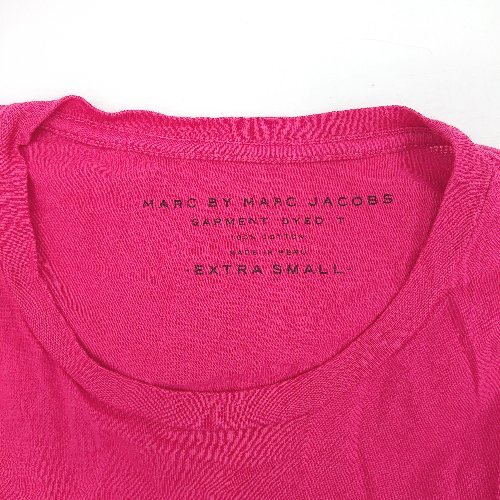 MARC BY MARC JACOBS
GARMENT DYED T
100% COTTON
MADE IN PERU
-EXTRA SMALL-